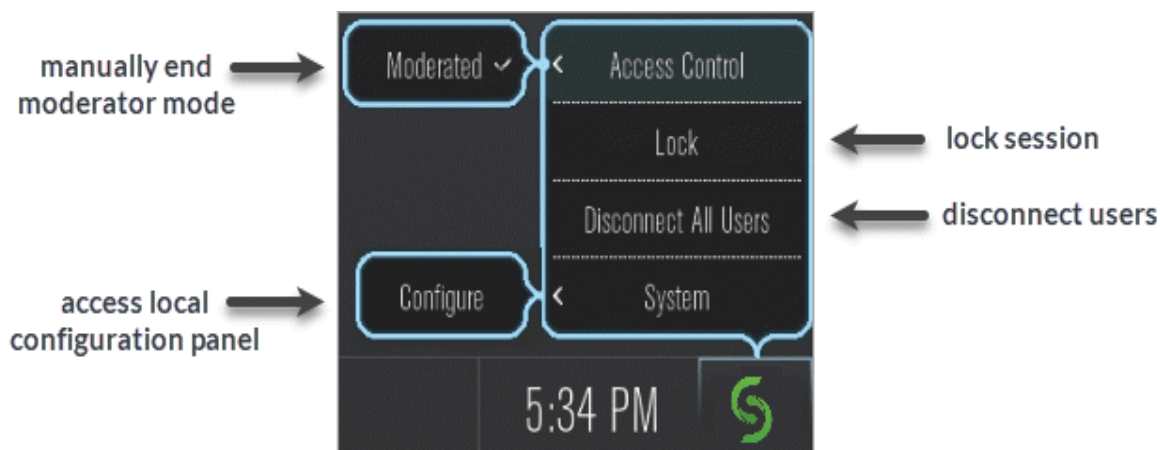 manually end
moderator mode
Moderated ✓
< Access Control
Lock
lock session
Disconnect All Users
disconnect users
access local
configuration panel
Configure
< System
5:34 PM